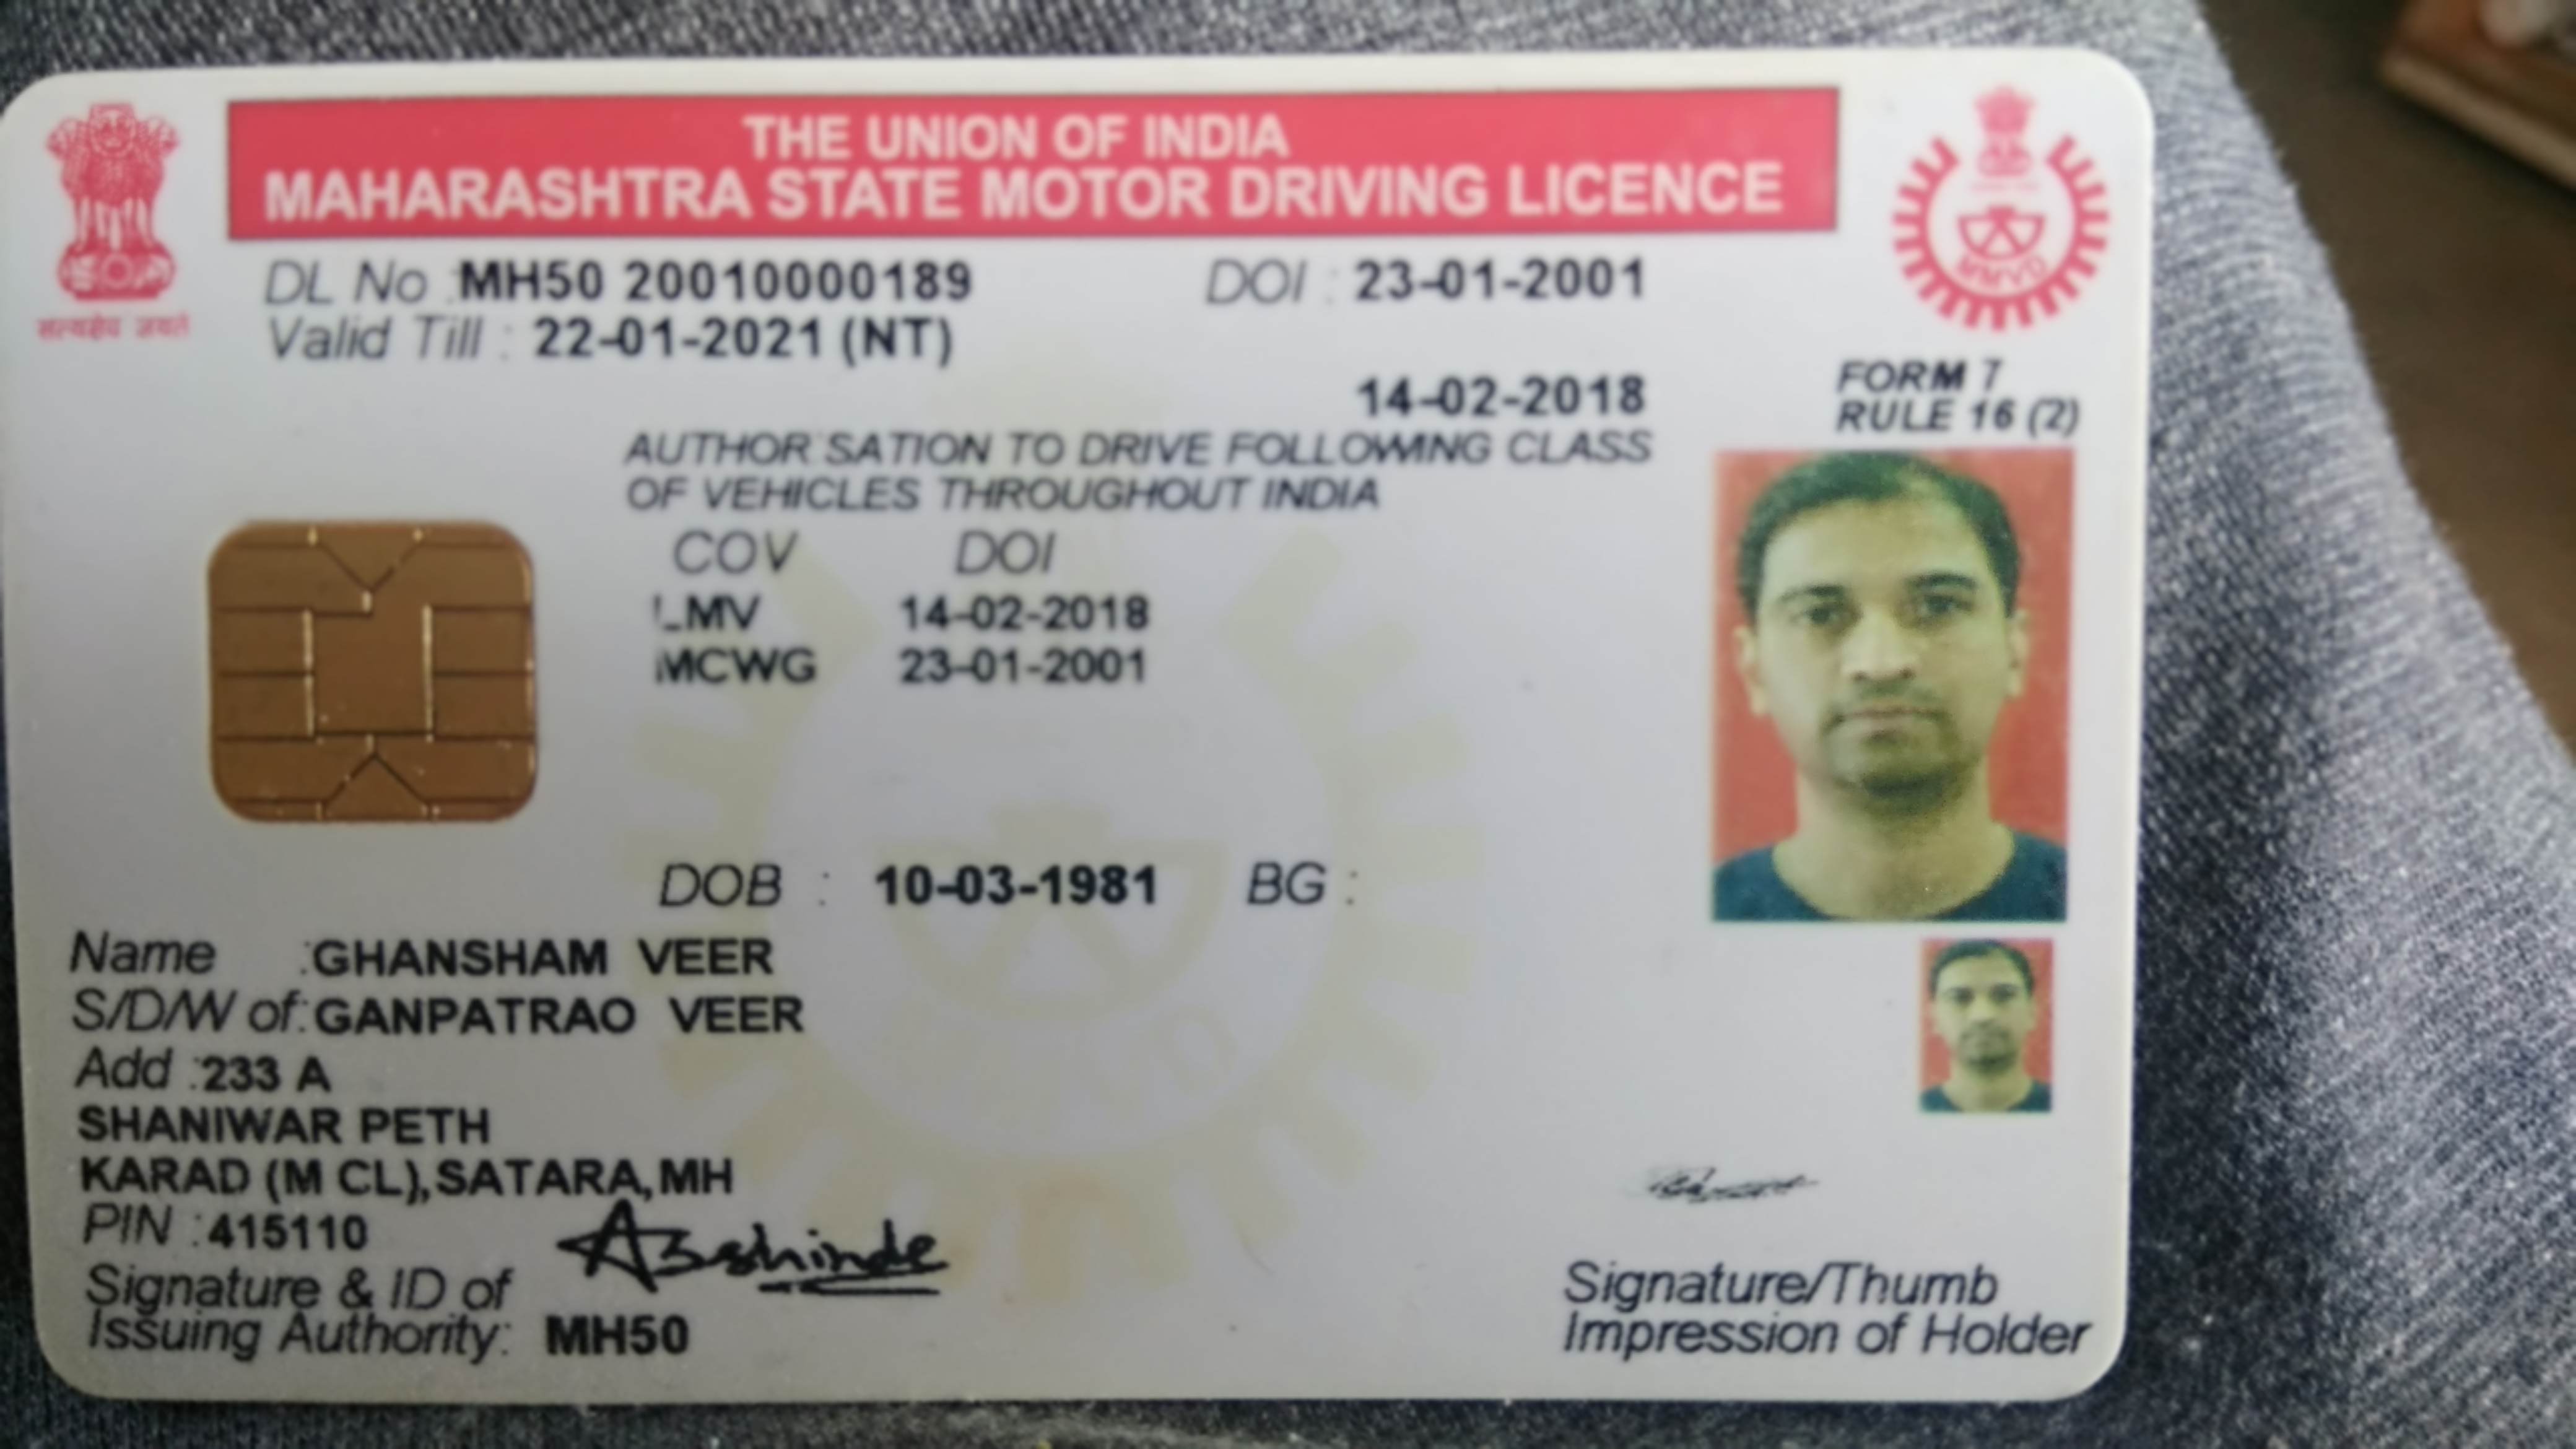 THE UNION OF INDIA
MAHARASHTRA STATE MOTOR DRIVING LICENCE
सत्यमेव जयते
MMVD
DL No : MH50 20010000189 DOI : 23-01-2001
Valid Till : 22-01-2021 (NT)
14-02-2018
FORM 7
RULE 16 (2)
AUTHOR SATION TO DRIVE FOLLOWING CLASS
OF VEHICLES THROUGHOUT INDIA
COV DOI
LMV 14-02-2018
MCWG 23-01-2001
DOB : 10-03-1981 BG :
Name : GHANSHAM VEER
S/D/W of : GANPATRAO VEER
Add : 233 A
SHANIWAR PETH
KARAD (M CL),SATARA,MH
PIN : 415110
Signature & ID of
Issuing Authority: MH50
Signature/Thumb
Impression of Holder